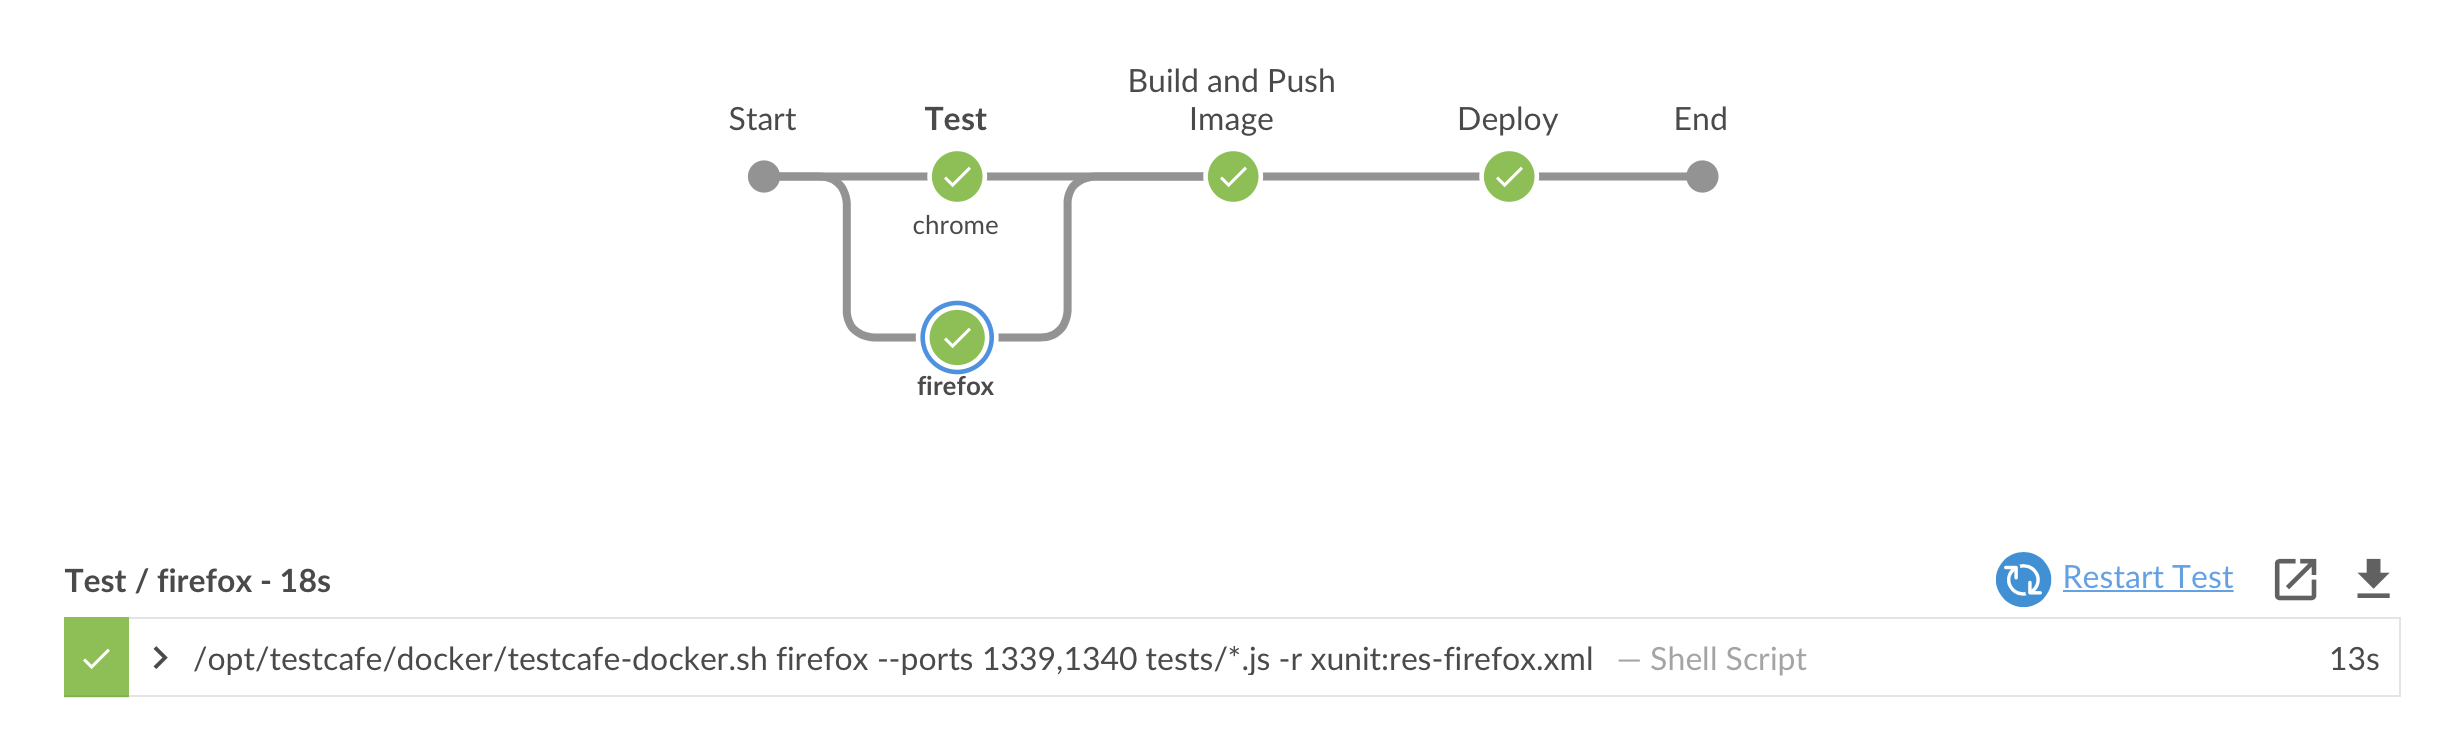 Start
Test
Build and Push
Image
Deploy
End
chrome
firefox
Test / firefox - 18s
Restart Test
/opt/testcafe/docker/testcafe-docker.sh firefox --ports 1339,1340 tests/*.js -r xunit:res-firefox.xml — Shell Script 13s